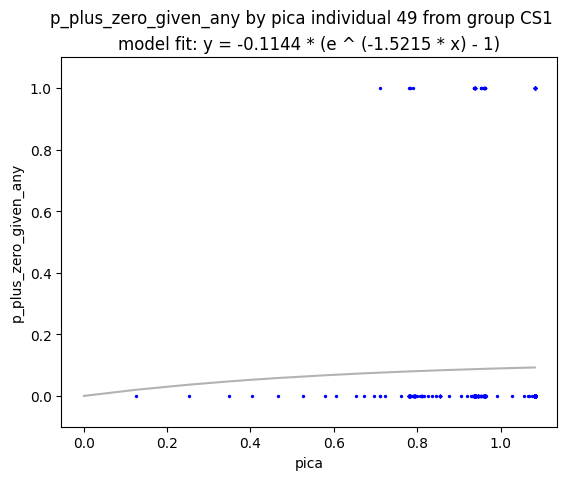 p_plus_zero_given_any by pica individual 49 from group CS1
model fit: y = -0.1144 * (e ^ (-1.5215 * x) - 1)
1.0
0.8
0.6
0.4
0.2
0.0
p_plus_zero_given_any
0.0 0.2 0.4 0.6 0.8 1.0
pica